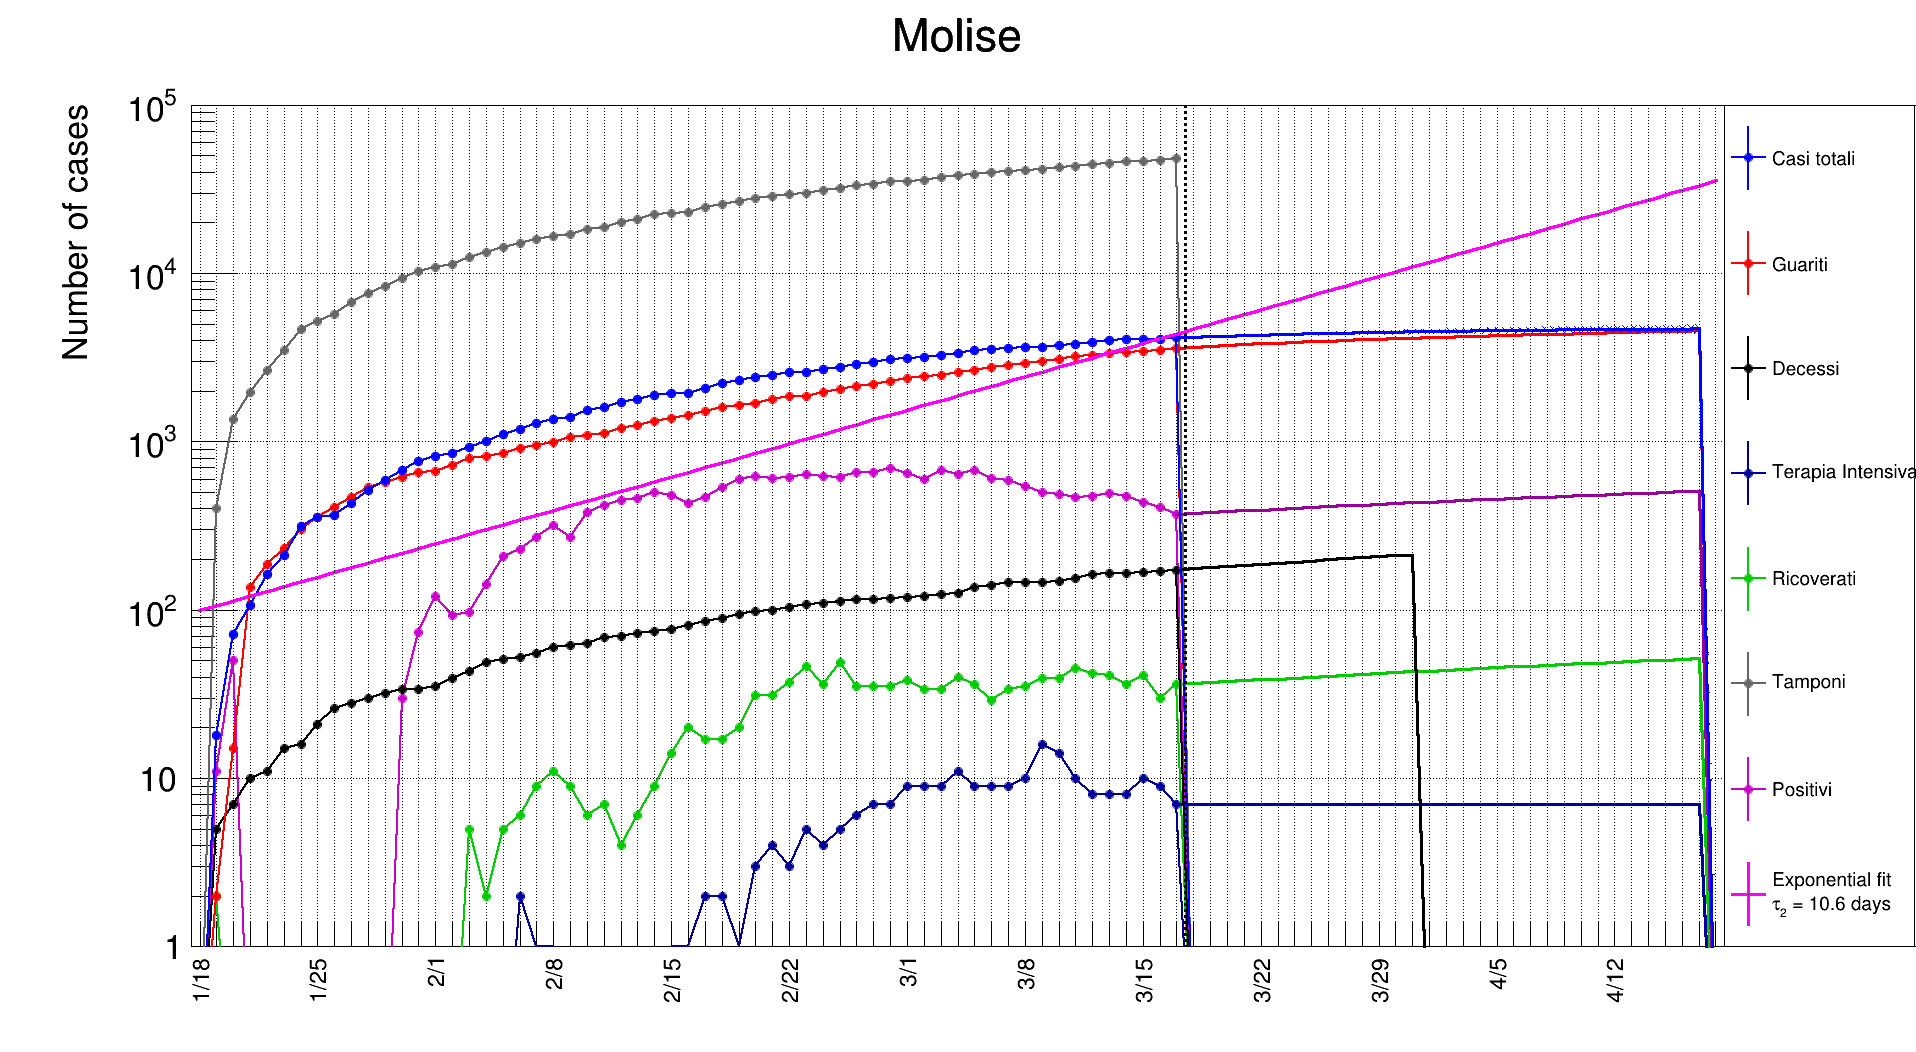 Molise
Number of cases
10^5
10^4
10^3
10^2
10
1
1/18
1/25
2/1
2/8
2/15
2/22
3/1
3/8
3/15
3/22
3/29
4/5
4/12
Casi totali
Guariti
Decessi
Terapia Intensiva
Ricoverati
Tamponi
Positivi
Exponential fit
τ₂ = 10.6 days